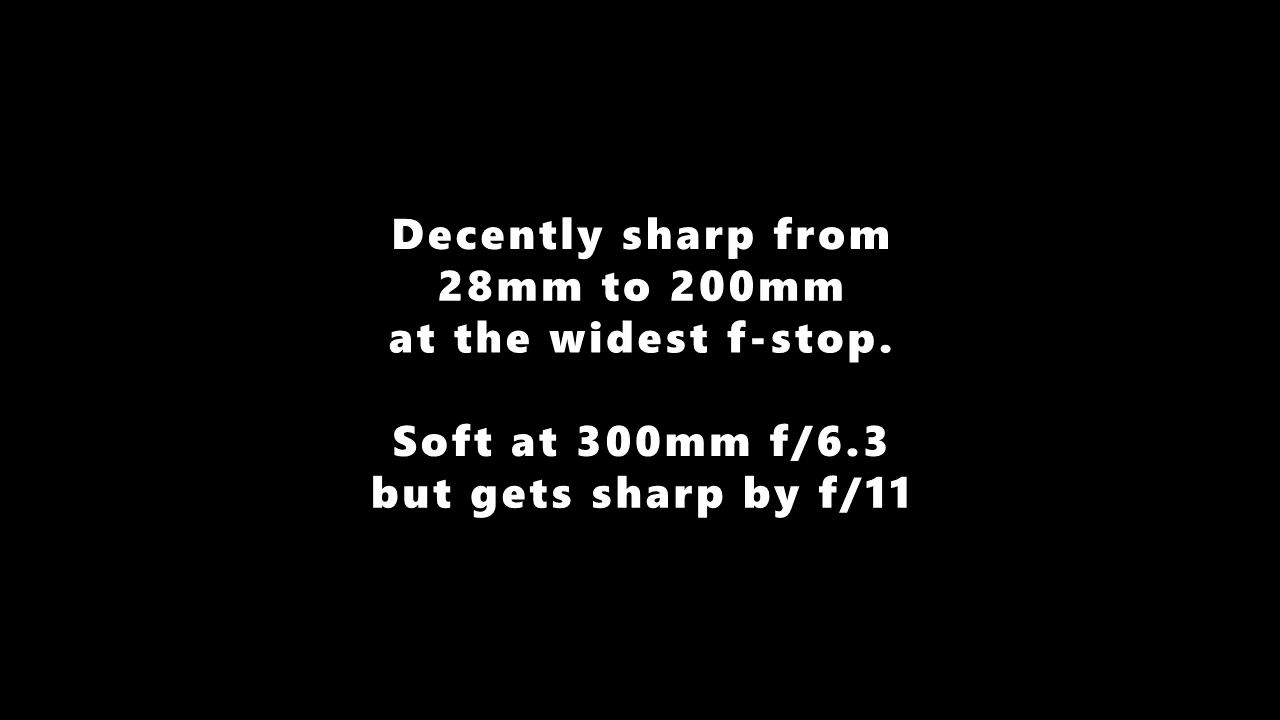 Decently sharp from
28mm to 200mm
at the widest f-stop.
Soft at 300mm f/6.3
but gets sharp by f/11